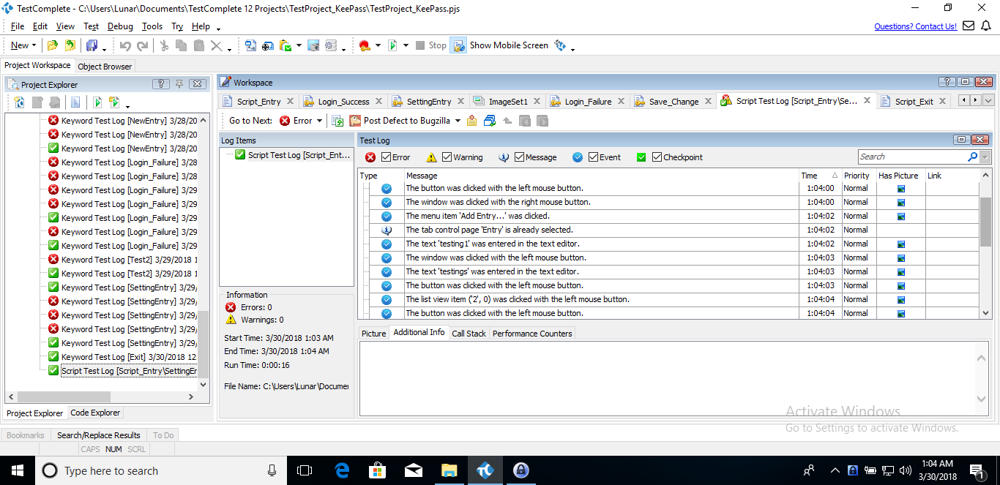 TestComplete - C:\Users\Lunar\Documents\TestComplete 12 Projects\TestProject_KeePass\TestProject_KeePass.pjs
File Edit View Test Debug Tools Try Help
Questions? Contact Us!
New
Stop
Show Mobile Screen
Project Workspace Object Browser
Project Explorer
?
Keyword Test Log [NewEntry] 3/28/20
Keyword Test Log [NewEntry] 3/28/20
Keyword Test Log [NewEntry] 3/28/20
Keyword Test Log [Login_Failure] 3/28
Keyword Test Log [Login_Failure] 3/28
Keyword Test Log [Login_Failure] 3/29
Keyword Test Log [Login_Failure] 3/29
Keyword Test Log [Login_Failure] 3/29
Keyword Test Log [Login_Failure] 3/29
Keyword Test Log [Login_Failure] 3/29
Keyword Test Log [Test2] 3/29/2018 1
Keyword Test Log [Test2] 3/29/2018 1
Keyword Test Log [SettingEntry] 3/29/
Keyword Test Log [SettingEntry] 3/29/
Keyword Test Log [SettingEntry] 3/29/
Keyword Test Log [SettingEntry] 3/29/
Keyword Test Log [SettingEntry] 3/29/
Keyword Test Log [Exit] 3/30/2018 12
Script Test Log [Script_Entry\SettingEr
Project Explorer Code Explorer
Workspace
?
Script_Entry Login_Success SettingEntry ImageSet1 Login_Failure Save_Change Script Test Log [Script_Entry\Se... Script_Exit
Go to Next: Error Post Defect to Bugzilla
Log Items
Script Test Log [Script_Ent...
Information
Errors: 0
Warnings: 0
Start Time: 3/30/2018 1:03 AM
End Time: 3/30/2018 1:04 AM
Run Time: 0:00:16
File Name: C:\Users\Lunar\Documen
Test Log
Error Warning Message Event Checkpoint
Search
Type Message Time Priority Has Picture Link
The button was clicked with the left mouse button. 1:04:00 Normal
The window was clicked with the right mouse button. 1:04:00 Normal
The menu item 'Add Entry...' was clicked. 1:04:02 Normal
The tab control page 'Entry' is already selected. 1:04:02 Normal
The text 'testing1' was entered in the text editor. 1:04:02 Normal
The window was clicked with the left mouse button. 1:04:03 Normal
The text 'testings' was entered in the text editor. 1:04:03 Normal
The button was clicked with the left mouse button. 1:04:03 Normal
The list view item ('2', 0) was clicked with the left mouse button. 1:04:04 Normal
The button was clicked with the left mouse button. 1:04:04 Normal
Picture Additional Info Call Stack Performance Counters
Activate Windows
Go to Settings to activate Windows.
Bookmarks Search/Replace Results To Do
CAPS NUM SCRL
Type here to search
1:04 AM
3/30/2018
1